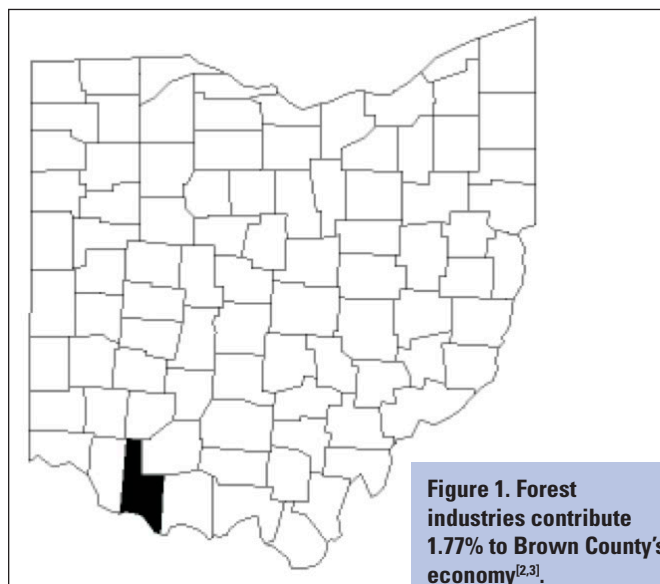 Figure 1. Forest
industries contribute
1.77% to Brown County's
economy[2,3].